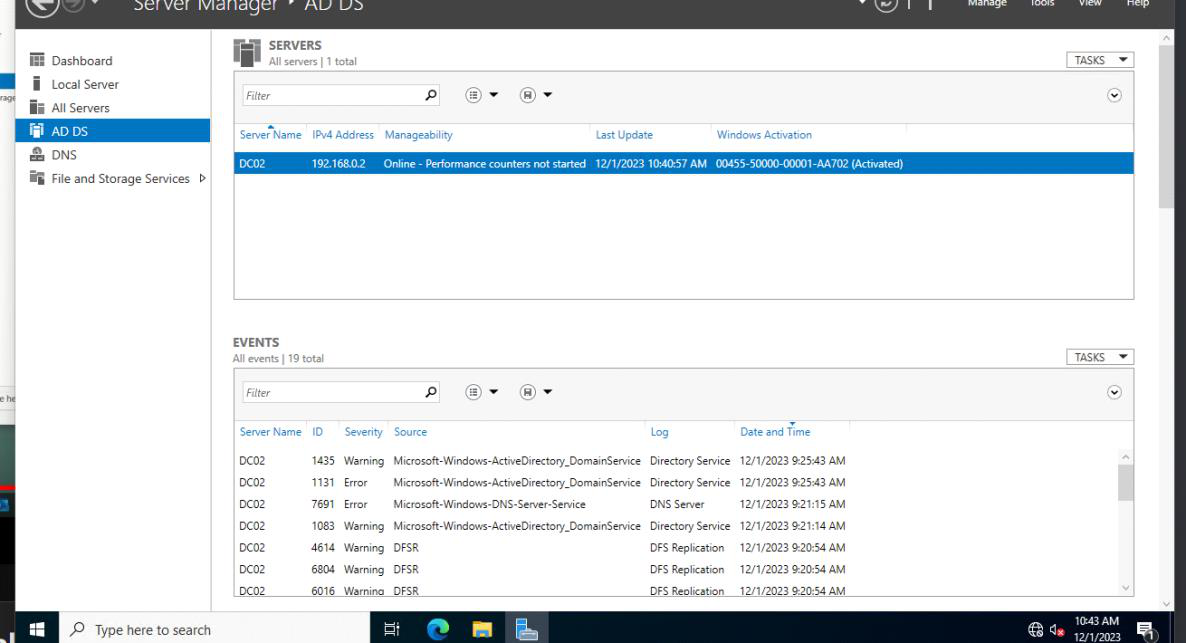 Server Manager ‣ AD DS
Manage Tools View Help
Dashboard
Local Server
All Servers
AD DS
DNS
File and Storage Services
SERVERS
All servers | 1 total
TASKS
Filter
Server Name IPv4 Address Manageability Last Update Windows Activation
DC02 192.168.0.2 Online - Performance counters not started 12/1/2023 10:40:57 AM 00455-50000-00001-AA702 (Activated)
EVENTS
All events | 19 total
TASKS
Filter
Server Name ID Severity Source Log Date and Time
DC02 1435 Warning Microsoft-Windows-ActiveDirectory_DomainService Directory Service 12/1/2023 9:25:43 AM
DC02 1131 Error Microsoft-Windows-ActiveDirectory_DomainService Directory Service 12/1/2023 9:25:43 AM
DC02 7691 Error Microsoft-Windows-DNS-Server-Service DNS Server 12/1/2023 9:21:15 AM
DC02 1083 Warning Microsoft-Windows-ActiveDirectory_DomainService Directory Service 12/1/2023 9:21:14 AM
DC02 4614 Warning DFSR DFS Replication 12/1/2023 9:20:54 AM
DC02 6804 Warning DFSR DFS Replication 12/1/2023 9:20:54 AM
DC02 6016 Warning DFSR DFS Replication 12/1/2023 9:20:54 AM
Type here to search
10:43 AM
12/1/2023
1